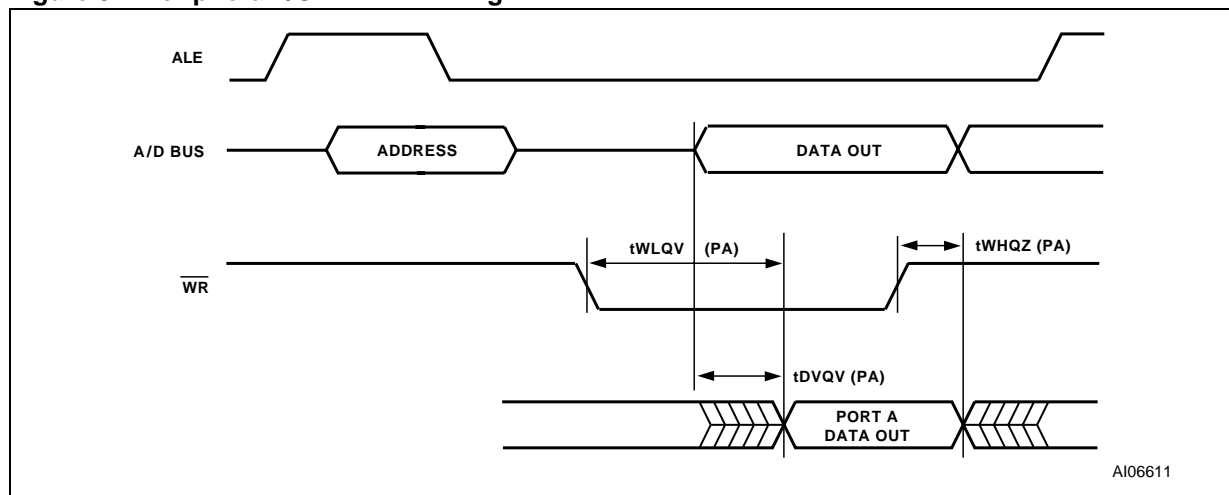 ALE
A/D BUS
ADDRESS
DATA OUT
tWLQV (PA)
tWHQZ (PA)
WR
tDVQV (PA)
PORT A
DATA OUT
AI06611